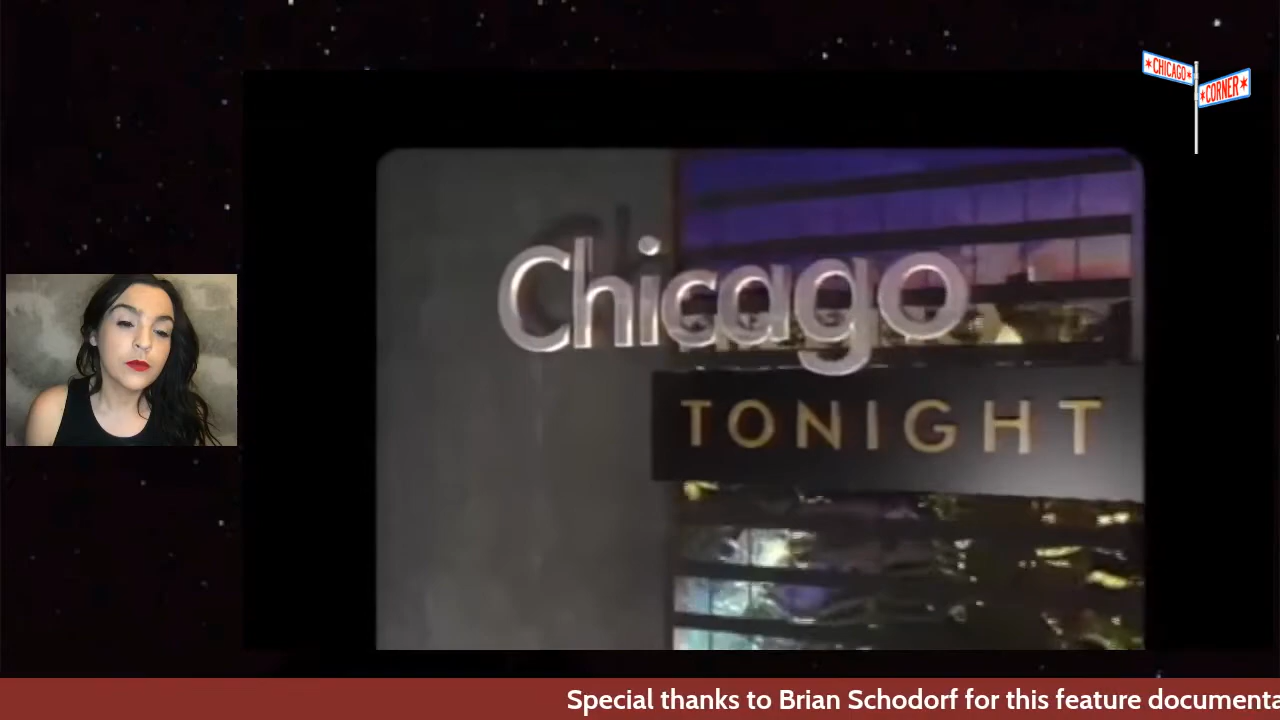 *CHICAGO*
*CORNER*
Chicago
TONIGHT
Special thanks to Brian Schodorf for this feature documenta